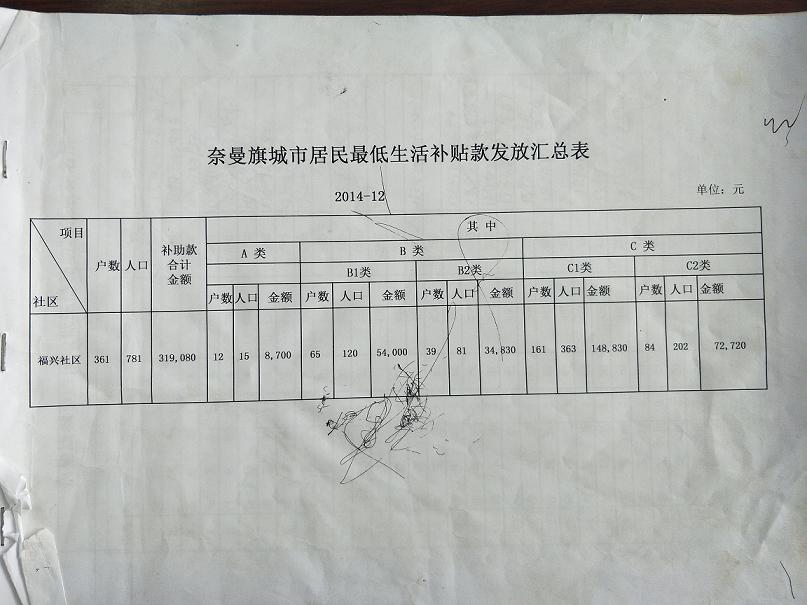 奈曼旗城市居民最低生活补贴款发放汇总表
2014-12
单位：元
项目
社区
户数 人口 补助款合计金额 其中
A 类 B 类 C 类
B1类 B2类 C1类 C2类
户数 人口 金额 户数 人口 金额 户数 人口 金额 户数 人口 金额 户数 人口 金额
福兴社区 361 781 319,080 12 15 8,700 65 120 54,000 39 81 34,830 161 363 148,830 84 202 72,720